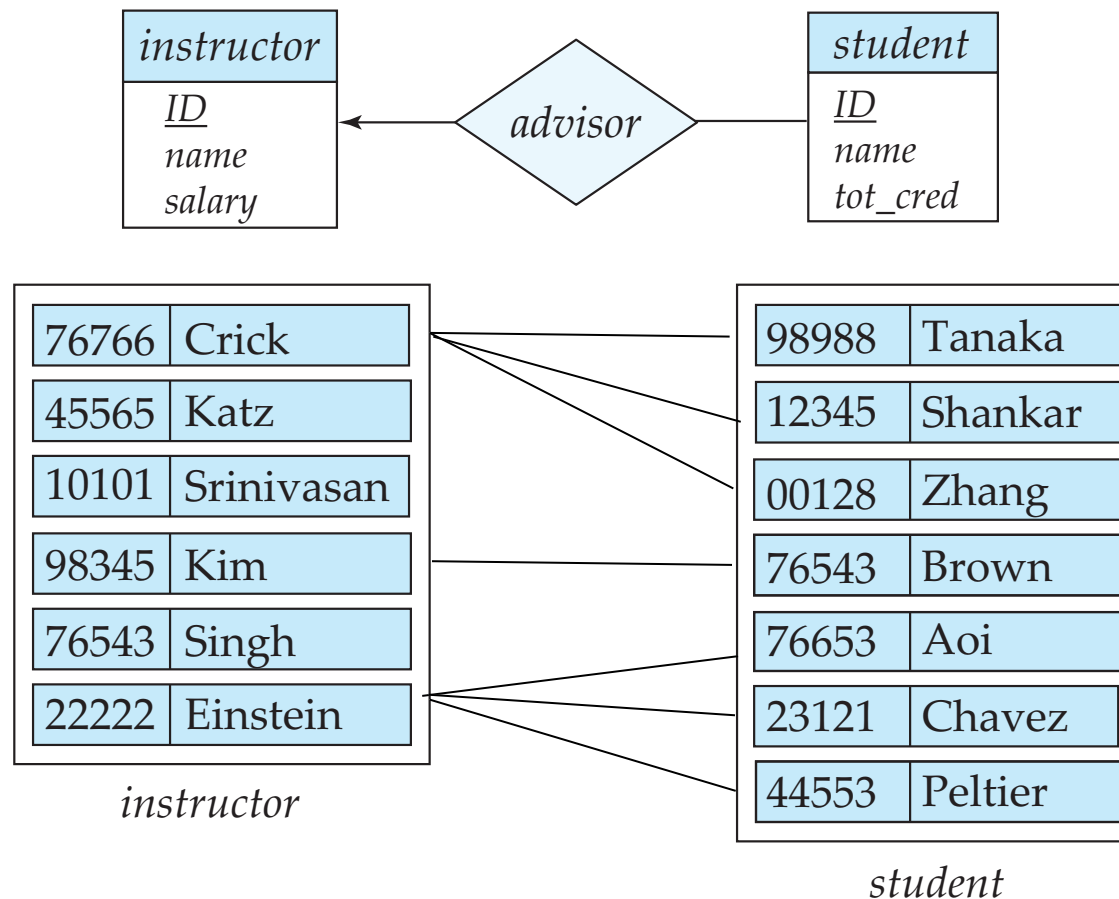 instructor
ID
name
salary
advisor
student
ID
name
tot_cred
76766 Crick
45565 Katz
10101 Srinivasan
98345 Kim
76543 Singh
22222 Einstein
instructor
98988 Tanaka
12345 Shankar
00128 Zhang
76543 Brown
76653 Aoi
23121 Chavez
44553 Peltier
student